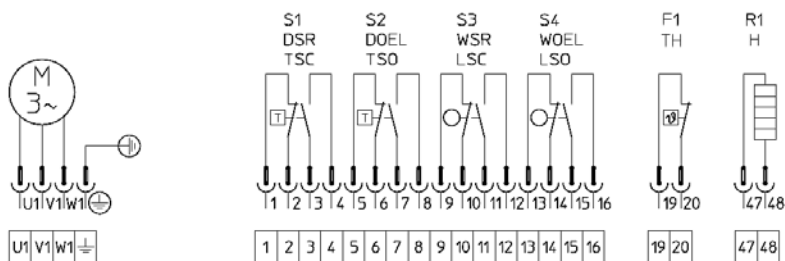 S1 S2 S3 S4 F1 R1
DSR DOEL WSR WOEL TH H
TSC TSO LSC LSO
M
3~
T T ϑ
U1 V1 W1 1 2 3 4 5 6 7 8 9 10 11 12 13 14 15 16 19 20 47 48
U1 V1 W1 1 2 3 4 5 6 7 8 9 10 11 12 13 14 15 16 19 20 47 48